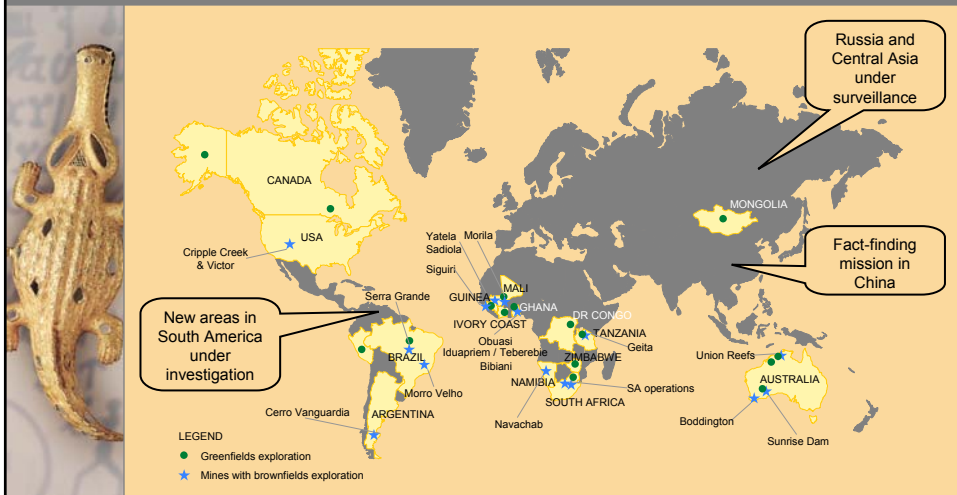 Russia and
Central Asia
under
surveillance
CANADA
MONGOLIA
USA
Cripple Creek
& Victor
Yatela Morila
Sadiola
Siguiri
MALI
Fact-finding
mission in
China
Serra Grande
GUINEA
GHANA
DR CONGO
New areas in
South America
under
investigation
IVORY COAST
TANZANIA
Obuasi
Geita
BRAZIL
Iduapriem / Teberebie
ZIMBABWE
Union Reefs
Bibiani
NAMIBIA
SA operations
AUSTRALIA
Morro Velho
SOUTH AFRICA
Cerro Vanguardia
ARGENTINA
Navachab
Boddington
Sunrise Dam
LEGEND
Greenfields exploration
Mines with brownfields exploration